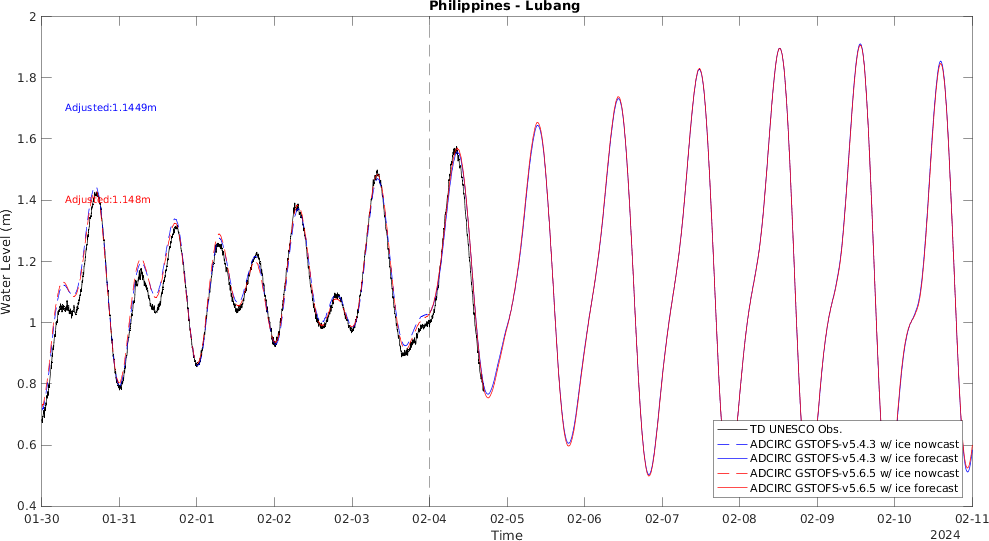 Philippines - Lubang
2
1.8
1.6
1.4
1.2
1
0.8
0.6
0.4
Water Level (m)
Adjusted:1.1449m
Adjusted:1.148m
TD UNESCO Obs.
ADCIRC GSTOFS-v5.4.3 w/ ice nowcast
ADCIRC GSTOFS-v5.4.3 w/ ice forecast
ADCIRC GSTOFS-v5.6.5 w/ ice nowcast
ADCIRC GSTOFS-v5.6.5 w/ ice forecast
01-30 01-31 02-01 02-02 02-03 02-04 02-05 02-06 02-07 02-08 02-09 02-10 02-11
Time
2024